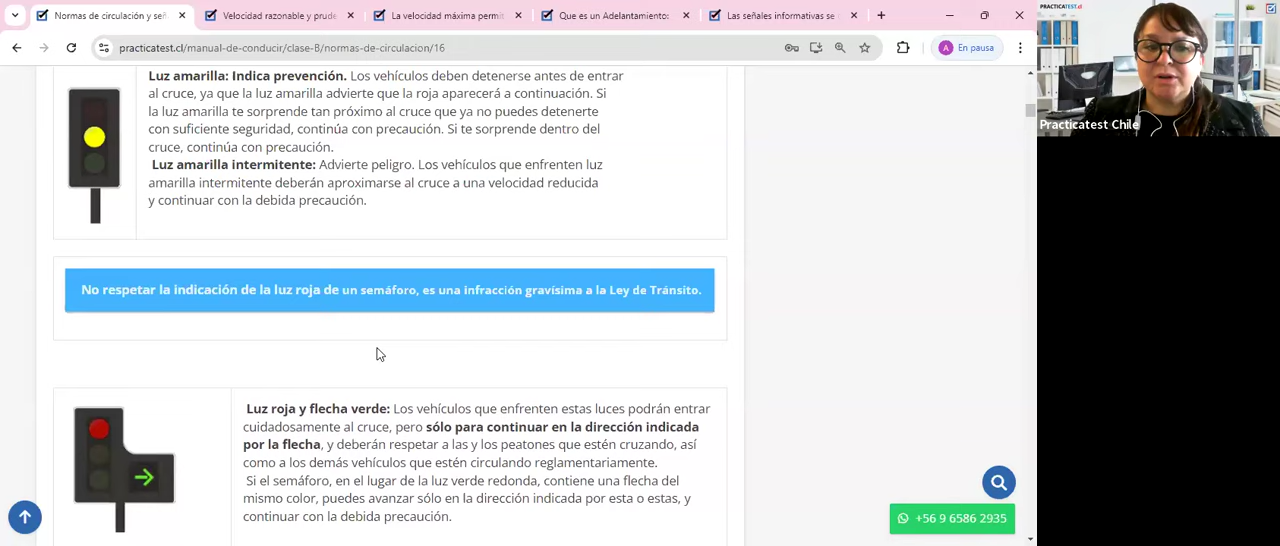 Normas de circulación y señ
Velocidad razonable y prude
La velocidad máxima permit
Que es un Adelantamiento:
Las señales informativas se
practicatest.cl/manual-de-conducir/clase-B/normas-de-circulacion/16
A
En pausa
PRACTICATEST.cl
Practicatest Chile
Luz amarilla: Indica prevención. Los vehículos deben detenerse antes de entrar
al cruce, ya que la luz amarilla advierte que la roja aparecerá a continuación. Si
la luz amarilla te sorprende tan próximo al cruce que ya no puedes detenerte
con suficiente seguridad, continúa con precaución. Si te sorprende dentro del
cruce, continúa con precaución.
Luz amarilla intermitente: Advierte peligro. Los vehículos que enfrenten luz
amarilla intermitente deberán aproximarse al cruce a una velocidad reducida
y continuar con la debida precaución.
No respetar la indicación de la luz roja de un semáforo, es una infracción gravísima a la Ley de Tránsito.
Luz roja y flecha verde: Los vehículos que enfrenten estas luces podrán entrar
cuidadosamente al cruce, pero sólo para continuar en la dirección indicada
por la flecha, y deberán respetar a las y los peatones que estén cruzando, así
como a los demás vehículos que estén circulando reglamentariamente.
Si el semáforo, en el lugar de la luz verde redonda, contiene una flecha del
mismo color, puedes avanzar sólo en la dirección indicada por esta o estas, y
continuar con la debida precaución.
+56 9 6586 2935